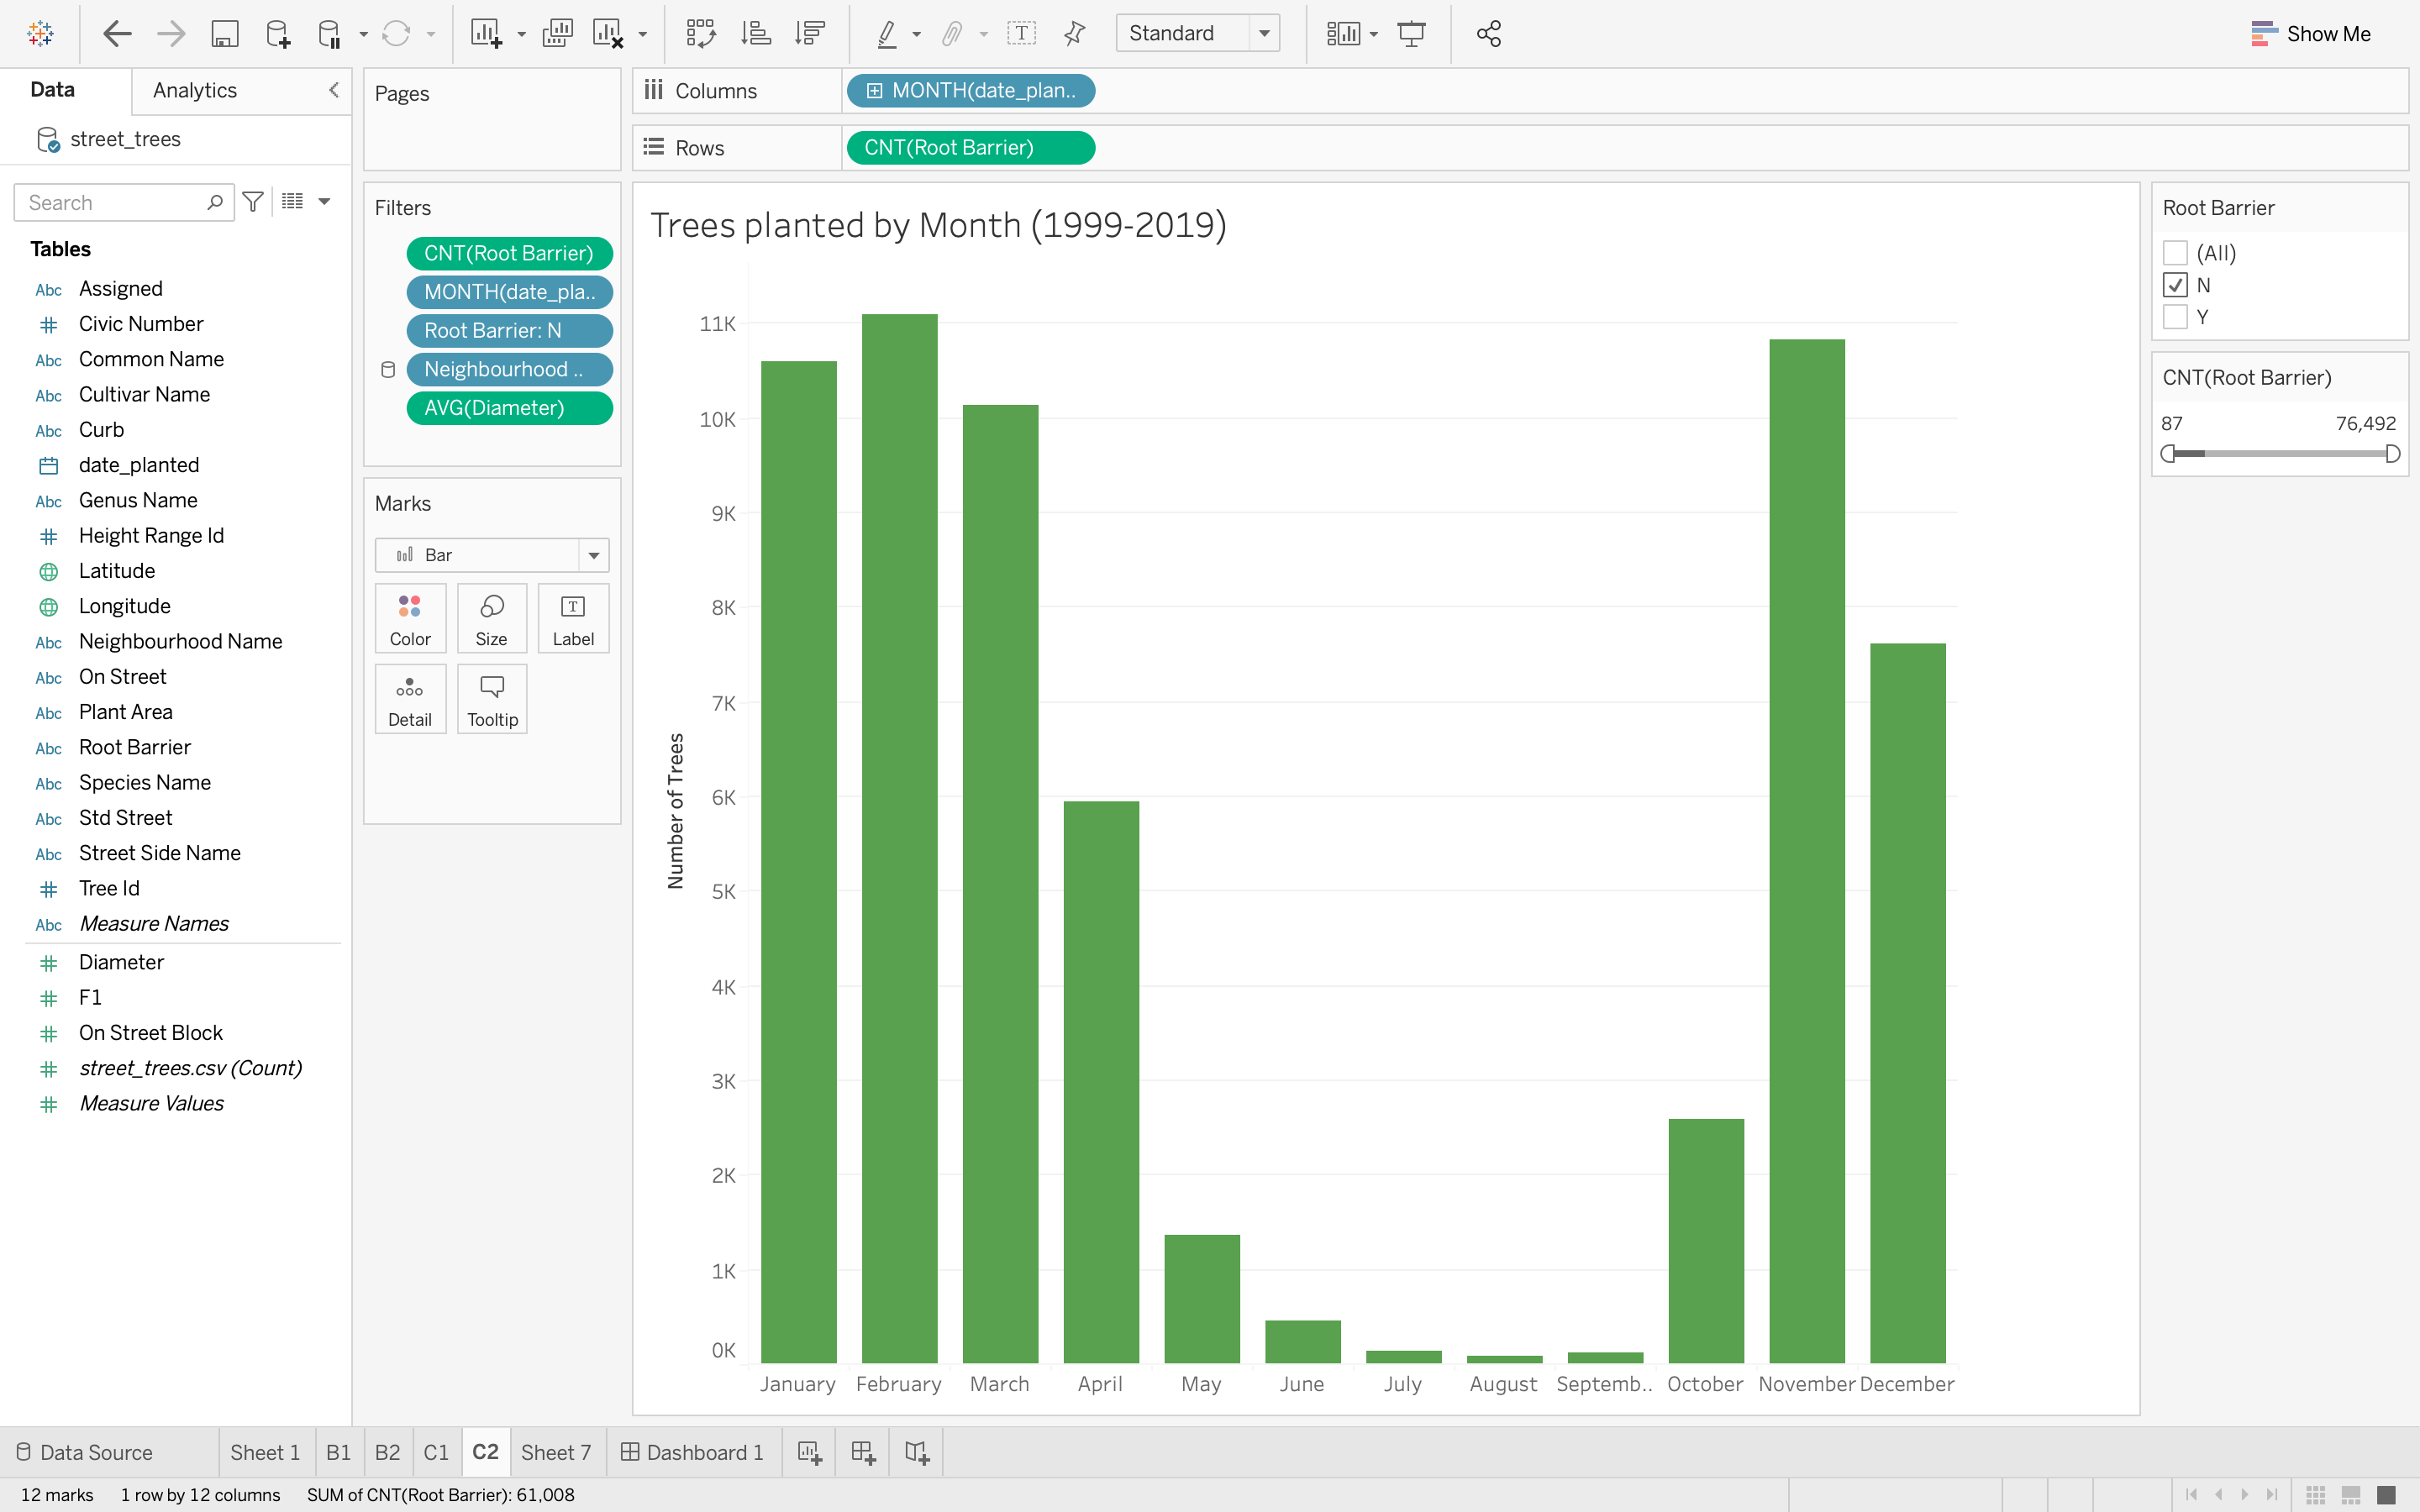 Standard
Show Me
Data
Analytics
street_trees
Search
Tables
Abc Assigned
Civic Number
Abc Common Name
Abc Cultivar Name
Abc Curb
date_planted
Abc Genus Name
Height Range Id
Latitude
Longitude
Abc Neighbourhood Name
Abc On Street
Abc Plant Area
Abc Root Barrier
Abc Species Name
Abc Std Street
Abc Street Side Name
Tree Id
Abc Measure Names
Diameter
F1
On Street Block
street_trees.csv (Count)
Measure Values
Pages
Filters
CNT(Root Barrier)
MONTH(date_pla..
Root Barrier: N
Neighbourhood ..
AVG(Diameter)
Marks
Bar
Color
Size
Label
Detail
Tooltip
Columns
MONTH(date_plan..
Rows
CNT(Root Barrier)
Trees planted by Month (1999-2019)
Number of Trees
11K
10K
9K
8K
7K
6K
5K
4K
3K
2K
1K
0K
January February March April May June July August Septemb.. October November December
Root Barrier
(All)
N
Y
CNT(Root Barrier)
87 76,492
Data Source
Sheet 1
B1
B2
C1
C2
Sheet 7
Dashboard 1
12 marks 1 row by 12 columns SUM of CNT(Root Barrier): 61,008